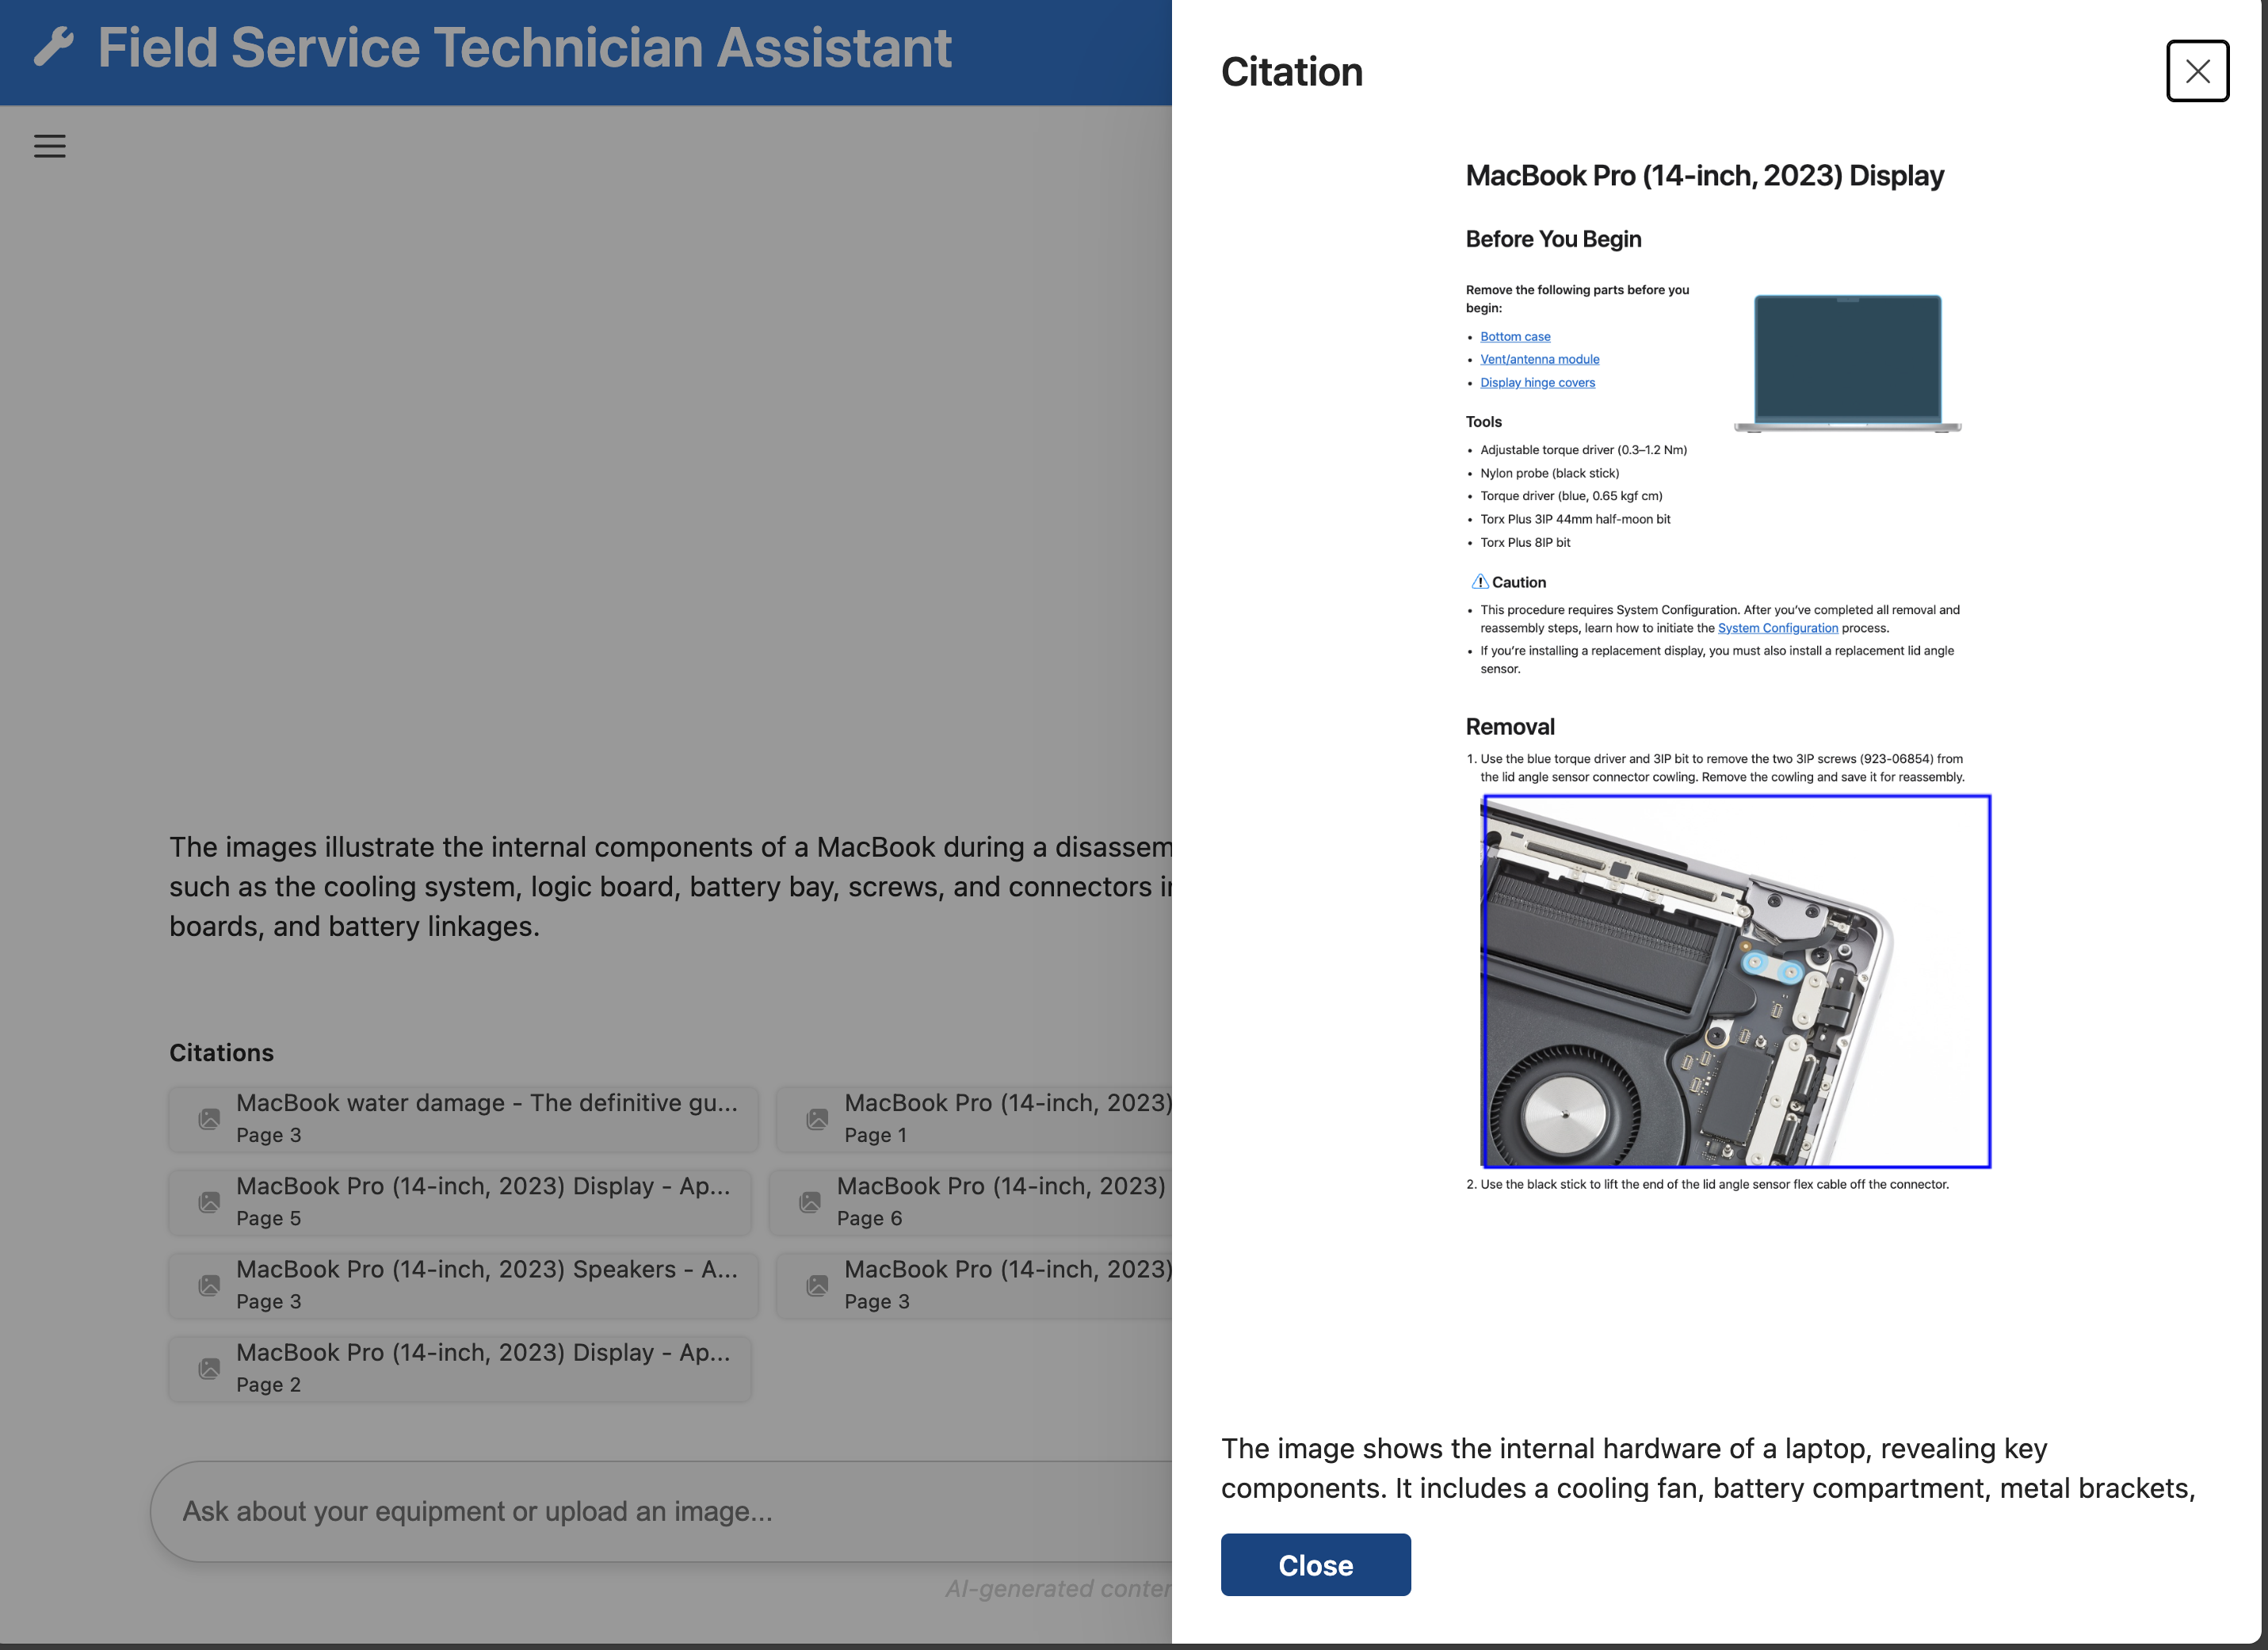 Field Service Technician Assistant
The images illustrate the internal components of a MacBook during a disassem
such as the cooling system, logic board, battery bay, screws, and connectors i
boards, and battery linkages.
Citations
MacBook water damage - The definitive gu...
Page 3
MacBook Pro (14-inch, 2023)
Page 1
MacBook Pro (14-inch, 2023) Display - Ap...
Page 5
MacBook Pro (14-inch, 2023)
Page 6
MacBook Pro (14-inch, 2023) Speakers - A...
Page 3
MacBook Pro (14-inch, 2023)
Page 3
MacBook Pro (14-inch, 2023) Display - Ap...
Page 2
Ask about your equipment or upload an image...
AI-generated conten
Citation
MacBook Pro (14-inch, 2023) Display
Before You Begin
Remove the following parts before you
begin:
• Bottom case
• Vent/antenna module
• Display hinge covers
Tools
• Adjustable torque driver (0.3–1.2 Nm)
• Nylon probe (black stick)
• Torque driver (blue, 0.65 kgf cm)
• Torx Plus 3IP 44mm half-moon bit
• Torx Plus 8IP bit
Caution
• This procedure requires System Configuration. After you've completed all removal and
reassembly steps, learn how to initiate the System Configuration process.
• If you're installing a replacement display, you must also install a replacement lid angle
sensor.
Removal
1. Use the blue torque driver and 3IP bit to remove the two 3IP screws (923-06854) from
the lid angle sensor connector cowling. Remove the cowling and save it for reassembly.
2. Use the black stick to lift the end of the lid angle sensor flex cable off the connector.
The image shows the internal hardware of a laptop, revealing key
components. It includes a cooling fan, battery compartment, metal brackets,
Close